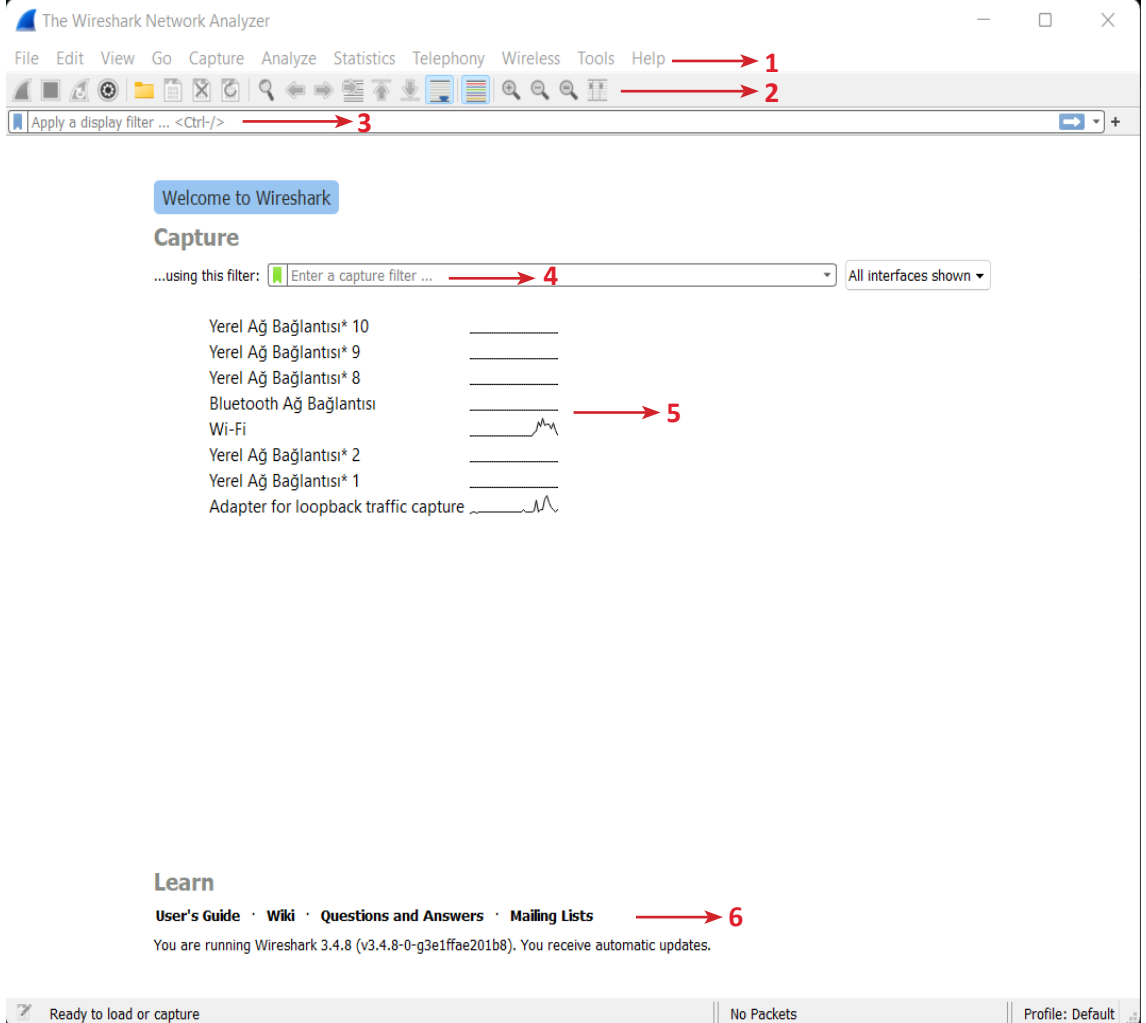 The Wireshark Network Analyzer
File Edit View Go Capture Analyze Statistics Telephony Wireless Tools Help 1
2
Apply a display filter ... <Ctrl-/> 3 +
Welcome to Wireshark
Capture
...using this filter: Enter a capture filter ... 4 All interfaces shown
Yerel Ağ Bağlantısı* 10
Yerel Ağ Bağlantısı* 9
Yerel Ağ Bağlantısı* 8
Bluetooth Ağ Bağlantısı 5
Wi-Fi
Yerel Ağ Bağlantısı* 2
Yerel Ağ Bağlantısı* 1
Adapter for loopback traffic capture
Learn
User's Guide · Wiki · Questions and Answers · Mailing Lists 6
You are running Wireshark 3.4.8 (v3.4.8-0-g3e1ffae201b8). You receive automatic updates.
Ready to load or capture No Packets Profile: Default